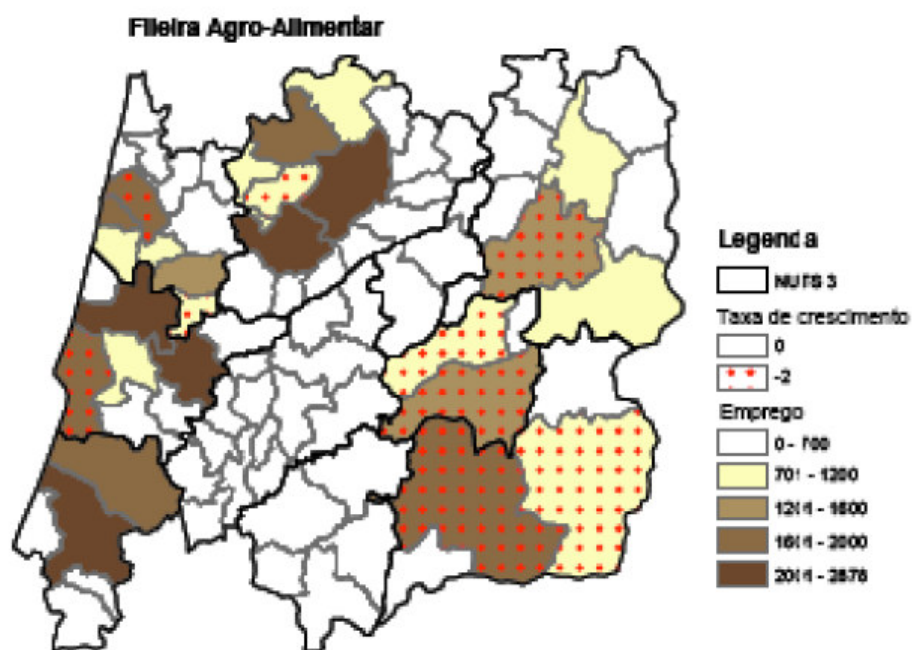 Fileira Agro-Alimentar
Legenda
NUTS 3
Taxa de crescimento
0
-2
Emprego
0 - 700
701 - 1200
1201 - 1600
1601 - 2000
2001 - 2878